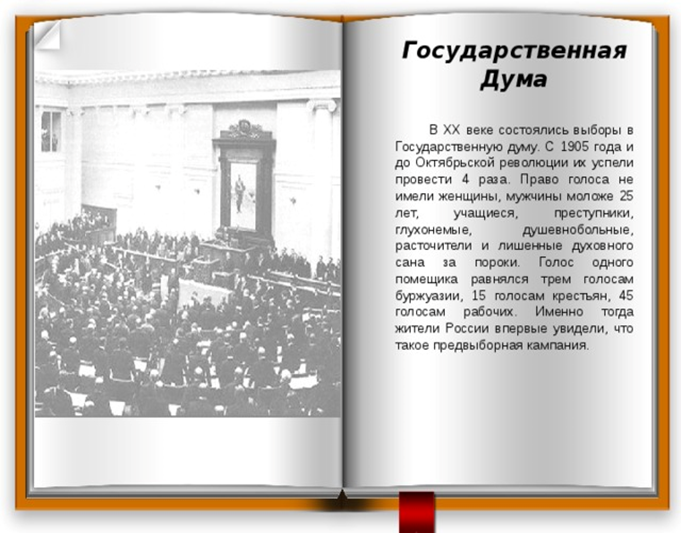 Государственная
Дума
В XX веке состоялись выборы в
Государственную думу. С 1905 года и
до Октябрьской революции их успели
провести 4 раза. Право голоса не
имели женщины, мужчины моложе 25
лет, учащиеся, преступники,
глухонемые, душевнобольные,
расточители и лишенные духовного
сана за пороки. Голос одного
помещика равнялся трем голосам
буржуазии, 15 голосам крестьян, 45
голосам рабочих. Именно тогда
жители России впервые увидели, что
такое предвыборная кампания.